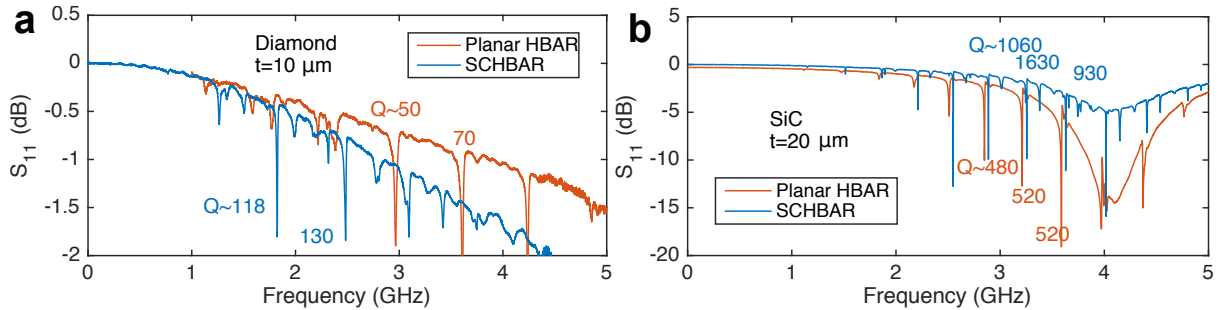 a
0.5
0
-0.5
-1
-1.5
-2
S11 (dB)
Diamond
t=10 μm
Planar HBAR
SCHBAR
Q~50
70
Q~118
130
0 1 2 3 4 5
Frequency (GHz)
b
5
0
-5
-10
-15
-20
S11 (dB)
Q~1060
1630 930
SiC
t=20 μm
Q~480
520
520
Planar HBAR
SCHBAR
0 1 2 3 4 5
Frequency (GHz)